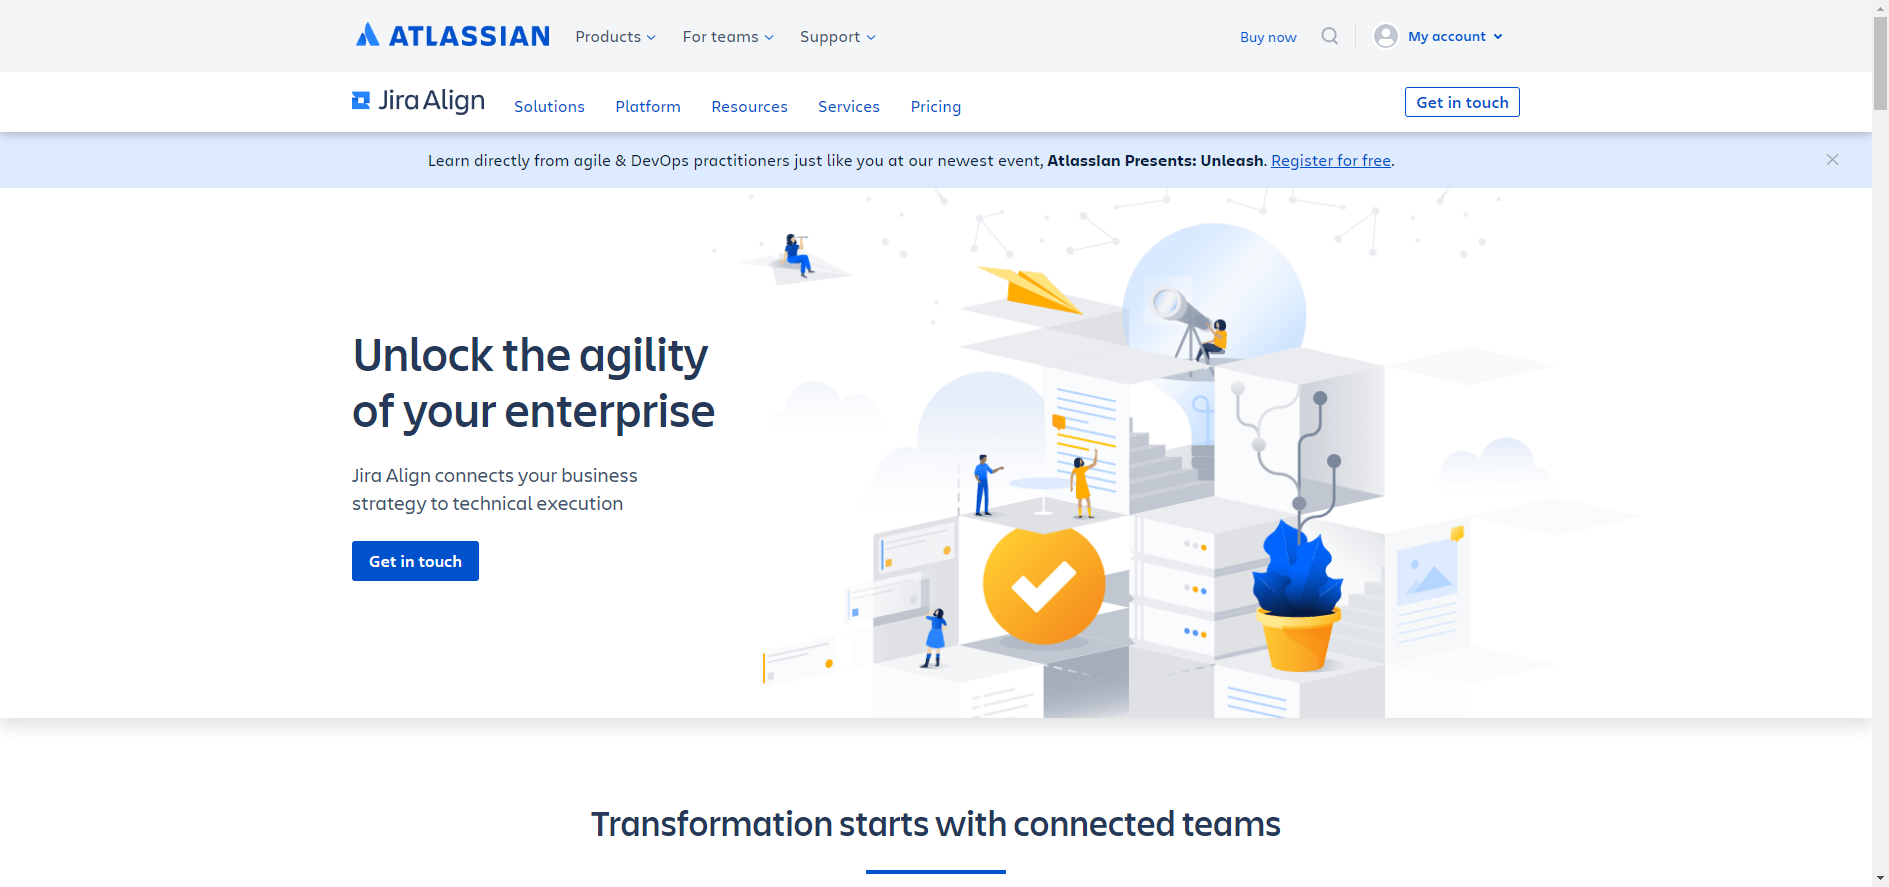 ATLASSIAN Products For teams Support Buy now My account
Jira Align Solutions Platform Resources Services Pricing Get in touch
Learn directly from agile & DevOps practitioners just like you at our newest event, Atlassian Presents: Unleash. Register for free.
Unlock the agility
of your enterprise
Jira Align connects your business
strategy to technical execution
Get in touch
Transformation starts with connected teams